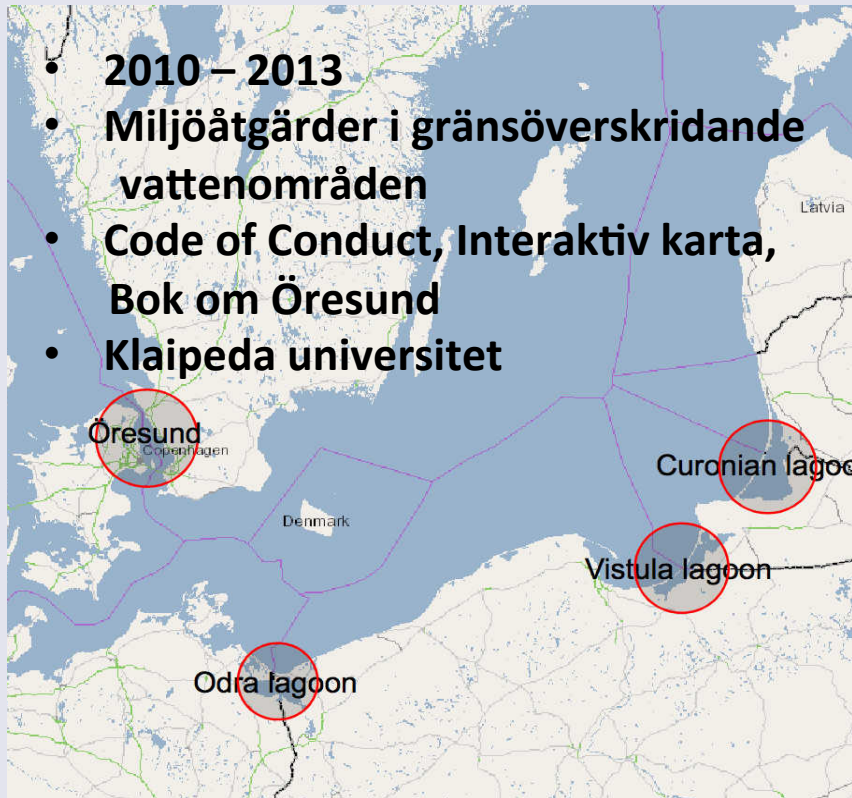 • 2010 – 2013
• Miljöåtgärder i gränsöverskridande
vattenområden
• Code of Conduct, Interaktiv karta,
Bok om Öresund
• Klaipeda universitet
Latvia
Öresund
Copenhagen
Curonian lagoo
Denmark
Vistula lagoon
Odra lagoon